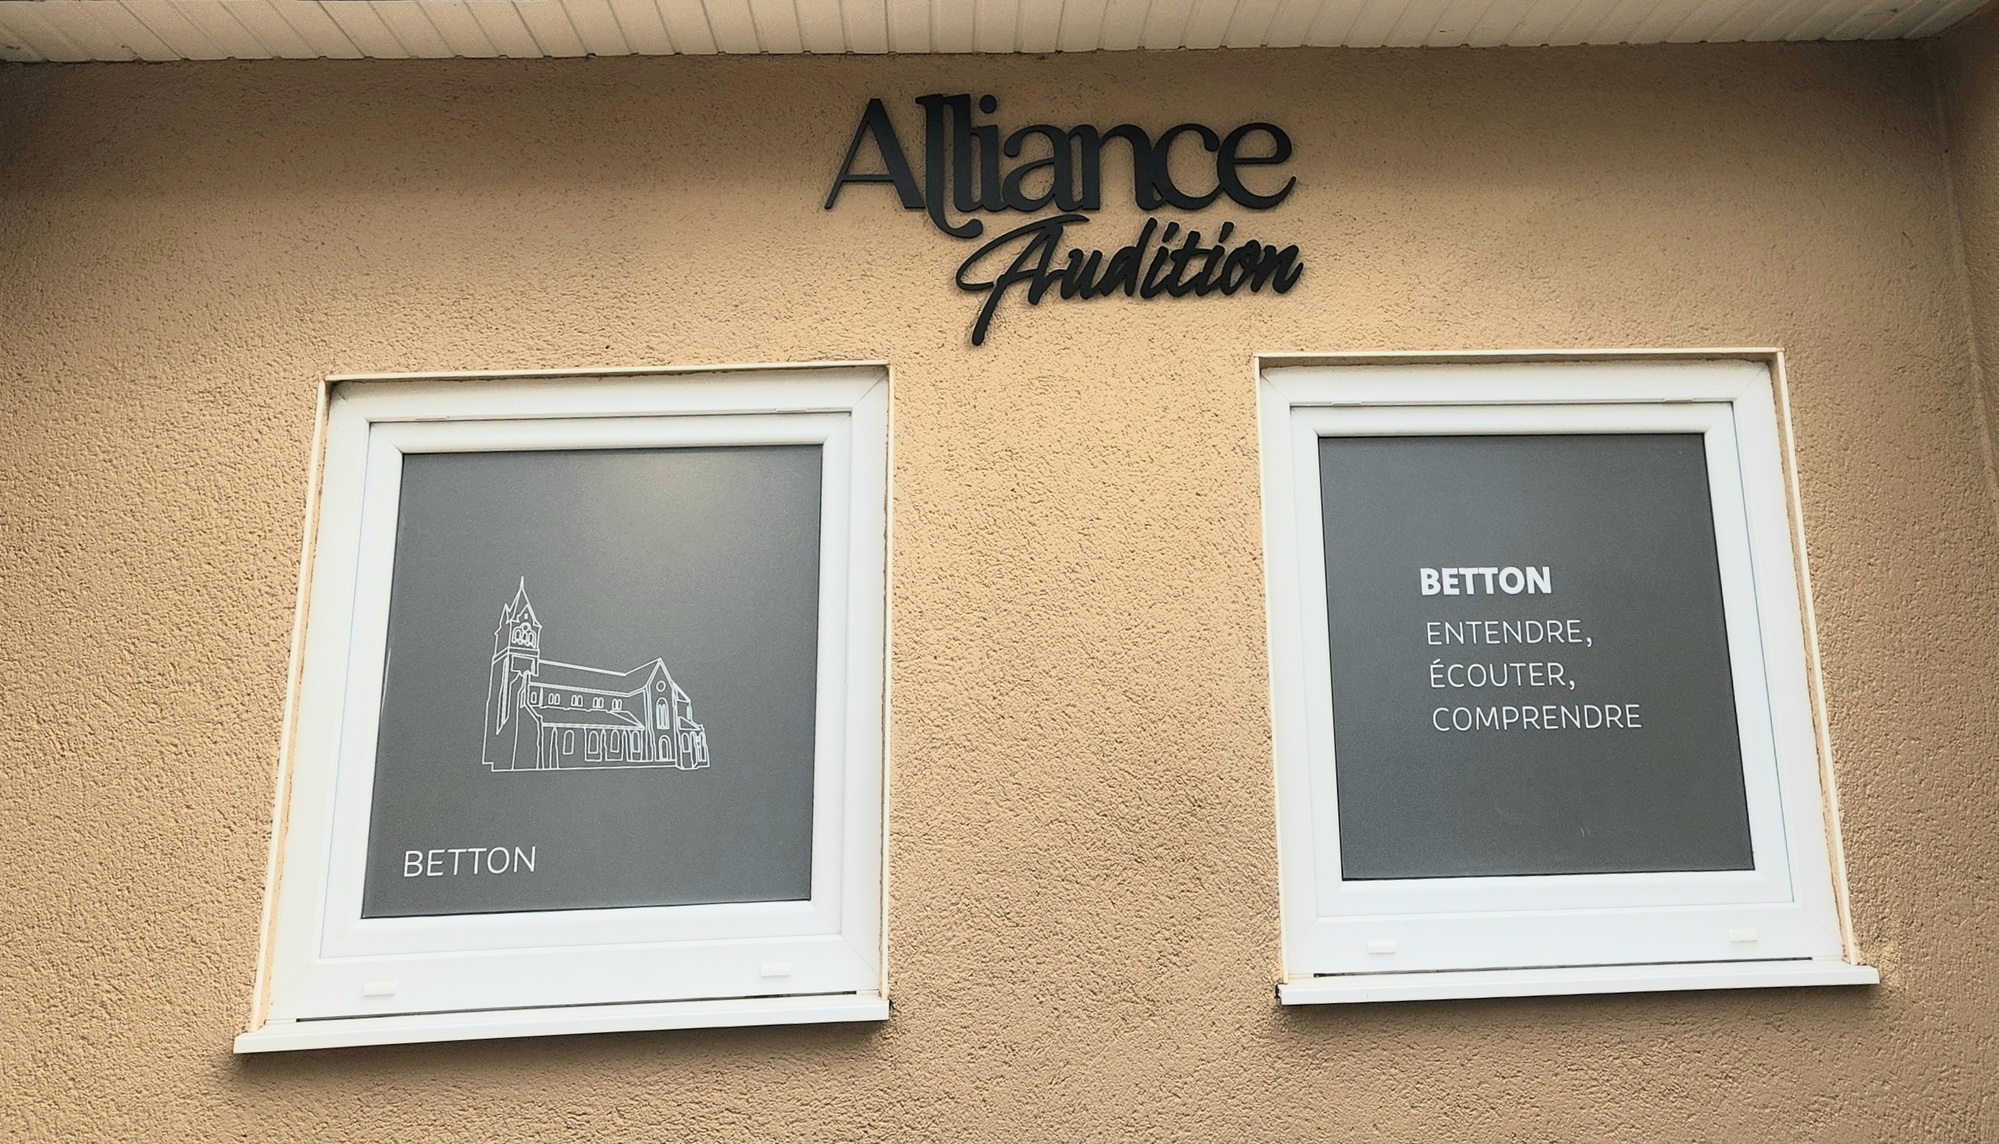 Alliance
Audition
BETTON
BETTON
ENTENDRE,
ÉCOUTER,
COMPRENDRE